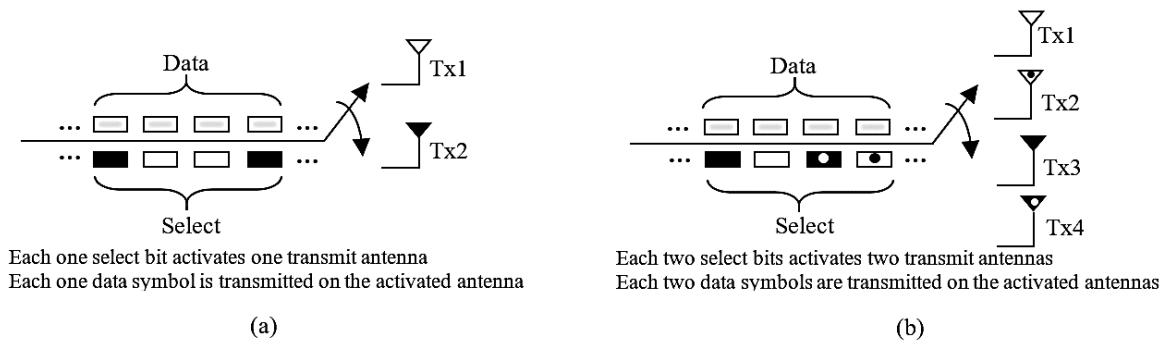 Data
... ...
... ...
Select
Tx1
Tx2
Each one select bit activates one transmit antenna
Each one data symbol is transmitted on the activated antenna
(a)
Data
... ...
... ...
Select
Tx1
Tx2
Tx3
Tx4
Each two select bits activates two transmit antennas
Each two data symbols are transmitted on the activated antennas
(b)